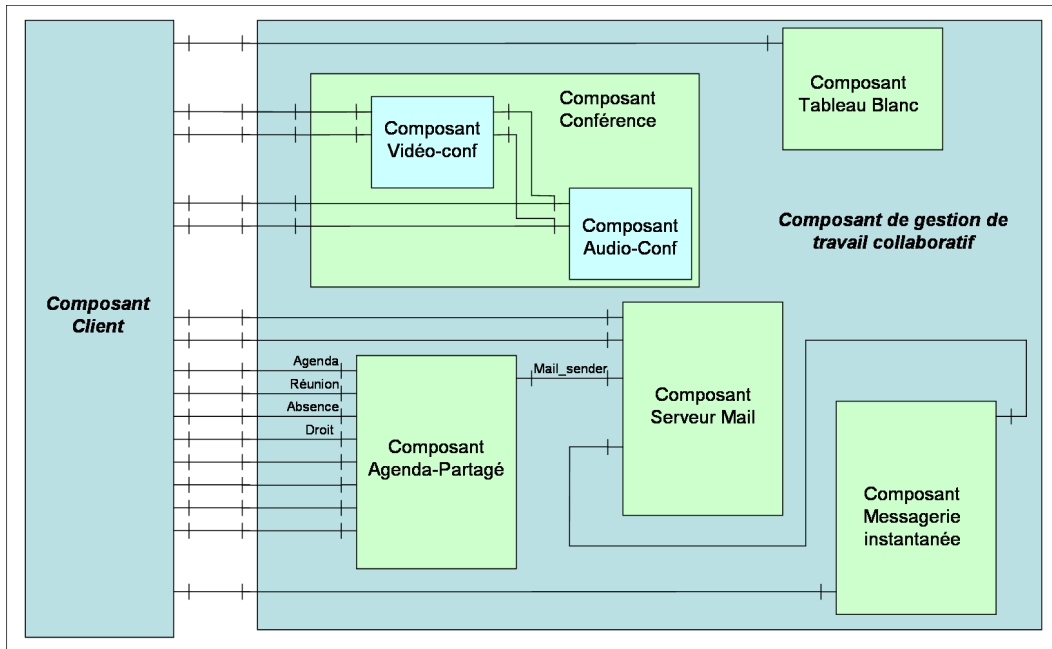 Composant
Client
Composant
Tableau Blanc
Composant
Conférence
Composant
Vidéo-conf
Composant
Audio-Conf
Composant de gestion de
travail collaboratif
Agenda
Réunion
Absence
Droit
Composant
Agenda-Partagé
Mail_sender
Composant
Serveur Mail
Composant
Messagerie
instantanée